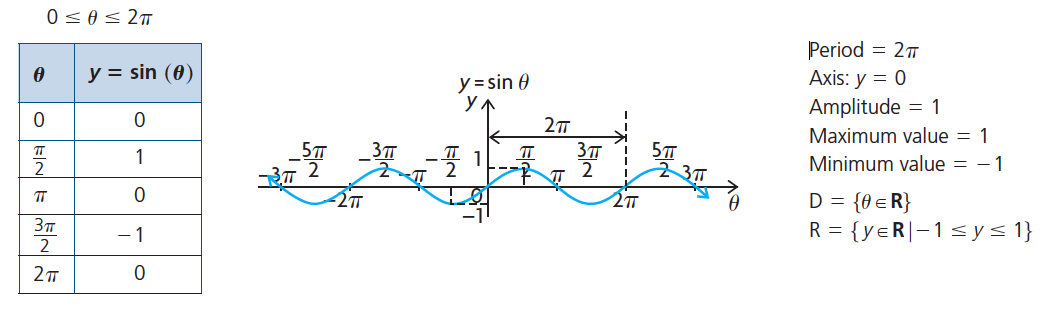 0 ≤ θ ≤ 2π
θ y = sin (θ)
0 0
π/2 1
π 0
3π/2 −1
2π 0
y = sin θ
y
2π
−5π/2 −3π/2 −π/2 1 π/2 3π/2 5π/2
−3π −π π 3π
−2π 0 2π θ
−1
Period = 2π
Axis: y = 0
Amplitude = 1
Maximum value = 1
Minimum value = −1
D = {θ ∈ R}
R = {y ∈ R | −1 ≤ y ≤ 1}